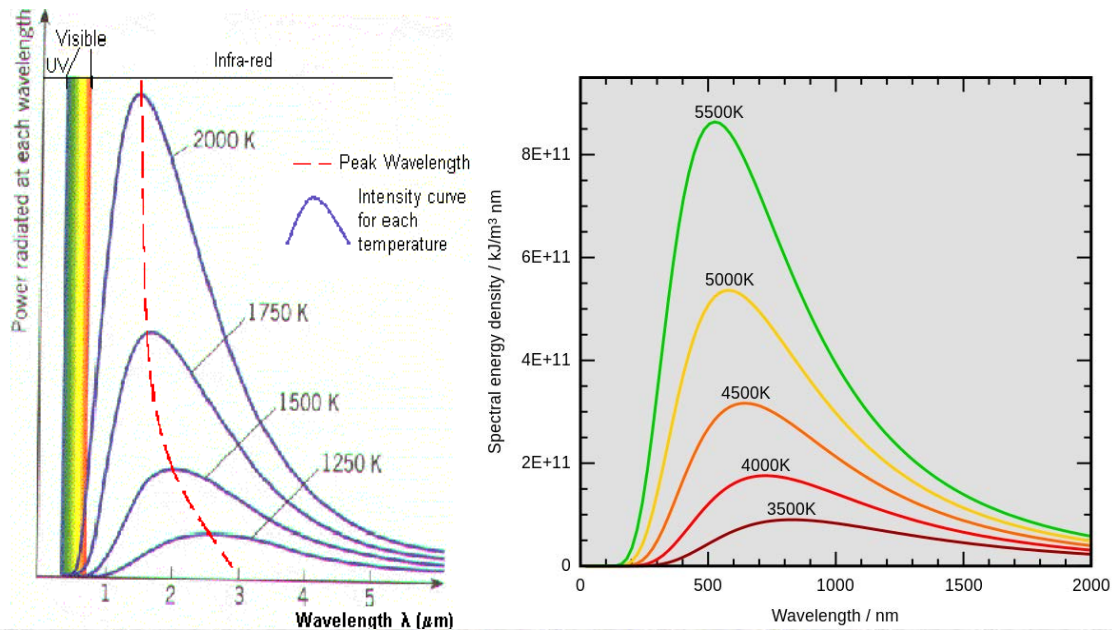 Power radiated at each wavelength
Visible
UV
Infra-red
2000 K
Peak Wavelength
Intensity curve
for each
temperature
1750 K
1500 K
1250 K
1
2
3
4
5
Wavelength λ (μm)
Spectral energy density / kJ/m³ nm
8E+11
6E+11
4E+11
2E+11
0
5500K
5000K
4500K
4000K
3500K
0
500
1000
1500
2000
Wavelength / nm